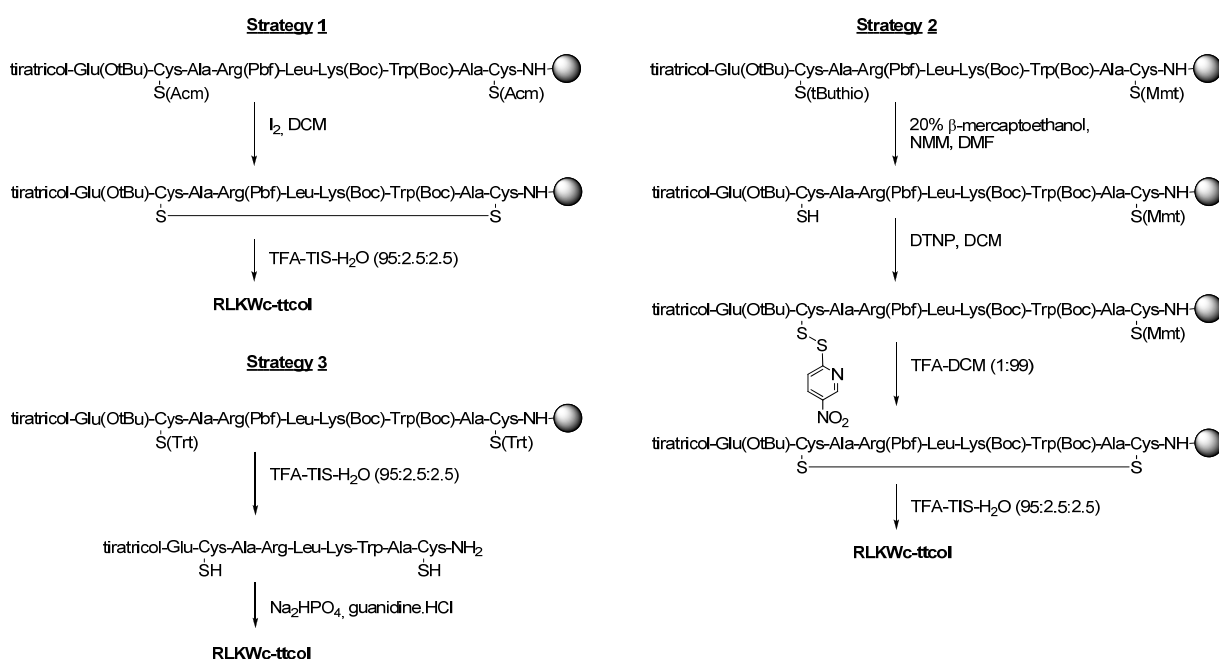 Strategy 1
tiratricol-Glu(OtBu)-Cys-Ala-Arg(Pbf)-Leu-Lys(Boc)-Trp(Boc)-Ala-Cys-NH
S(Acm) S(Acm)
I2, DCM
tiratricol-Glu(OtBu)-Cys-Ala-Arg(Pbf)-Leu-Lys(Boc)-Trp(Boc)-Ala-Cys-NH
S S
TFA-TIS-H2O (95:2.5:2.5)
RLKWc-ttcol
Strategy 3
tiratricol-Glu(OtBu)-Cys-Ala-Arg(Pbf)-Leu-Lys(Boc)-Trp(Boc)-Ala-Cys-NH
S(Trt) S(Trt)
TFA-TIS-H2O (95:2.5:2.5)
tiratricol-Glu-Cys-Ala-Arg-Leu-Lys-Trp-Ala-Cys-NH2
SH SH
Na2HPO4, guanidine.HCl
RLKWc-ttcol
Strategy 2
tiratricol-Glu(OtBu)-Cys-Ala-Arg(Pbf)-Leu-Lys(Boc)-Trp(Boc)-Ala-Cys-NH
S(tButhio) S(Mmt)
20% β-mercaptoethanol,
NMM, DMF
tiratricol-Glu(OtBu)-Cys-Ala-Arg(Pbf)-Leu-Lys(Boc)-Trp(Boc)-Ala-Cys-NH
SH S(Mmt)
DTNP, DCM
tiratricol-Glu(OtBu)-Cys-Ala-Arg(Pbf)-Leu-Lys(Boc)-Trp(Boc)-Ala-Cys-NH
S S(Mmt)
S
N
NO2
TFA-DCM (1:99)
tiratricol-Glu(OtBu)-Cys-Ala-Arg(Pbf)-Leu-Lys(Boc)-Trp(Boc)-Ala-Cys-NH
S S
TFA-TIS-H2O (95:2.5:2.5)
RLKWc-ttcol